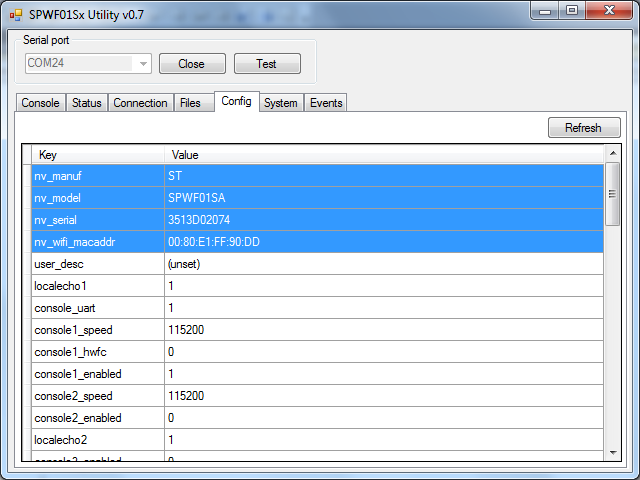 SPWF01Sx Utility v0.7
Serial port
COM24 Close Test
Console Status Connection Files Config System Events
Refresh
Key Value
nv_manuf ST
nv_model SPWF01SA
nv_serial 3513D02074
nv_wifi_macaddr 00:80:E1:FF:90:DD
user_desc (unset)
localecho1 1
console_uart 1
console1_speed 115200
console1_hwfc 0
console1_enabled 1
console2_speed 115200
console2_enabled 0
localecho2 1